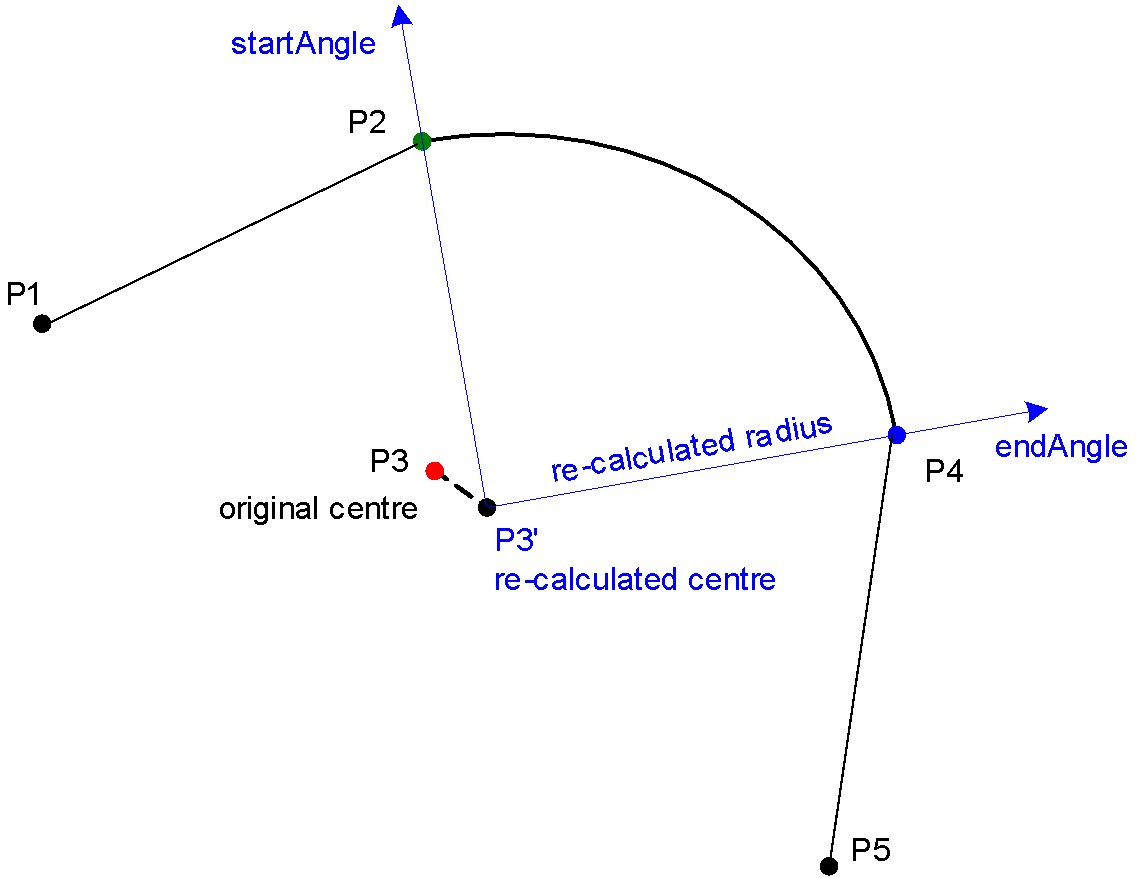 startAngle
P2
P1
re-calculated radius
endAngle
P3
P4
original centre
P3'
re-calculated centre
P5